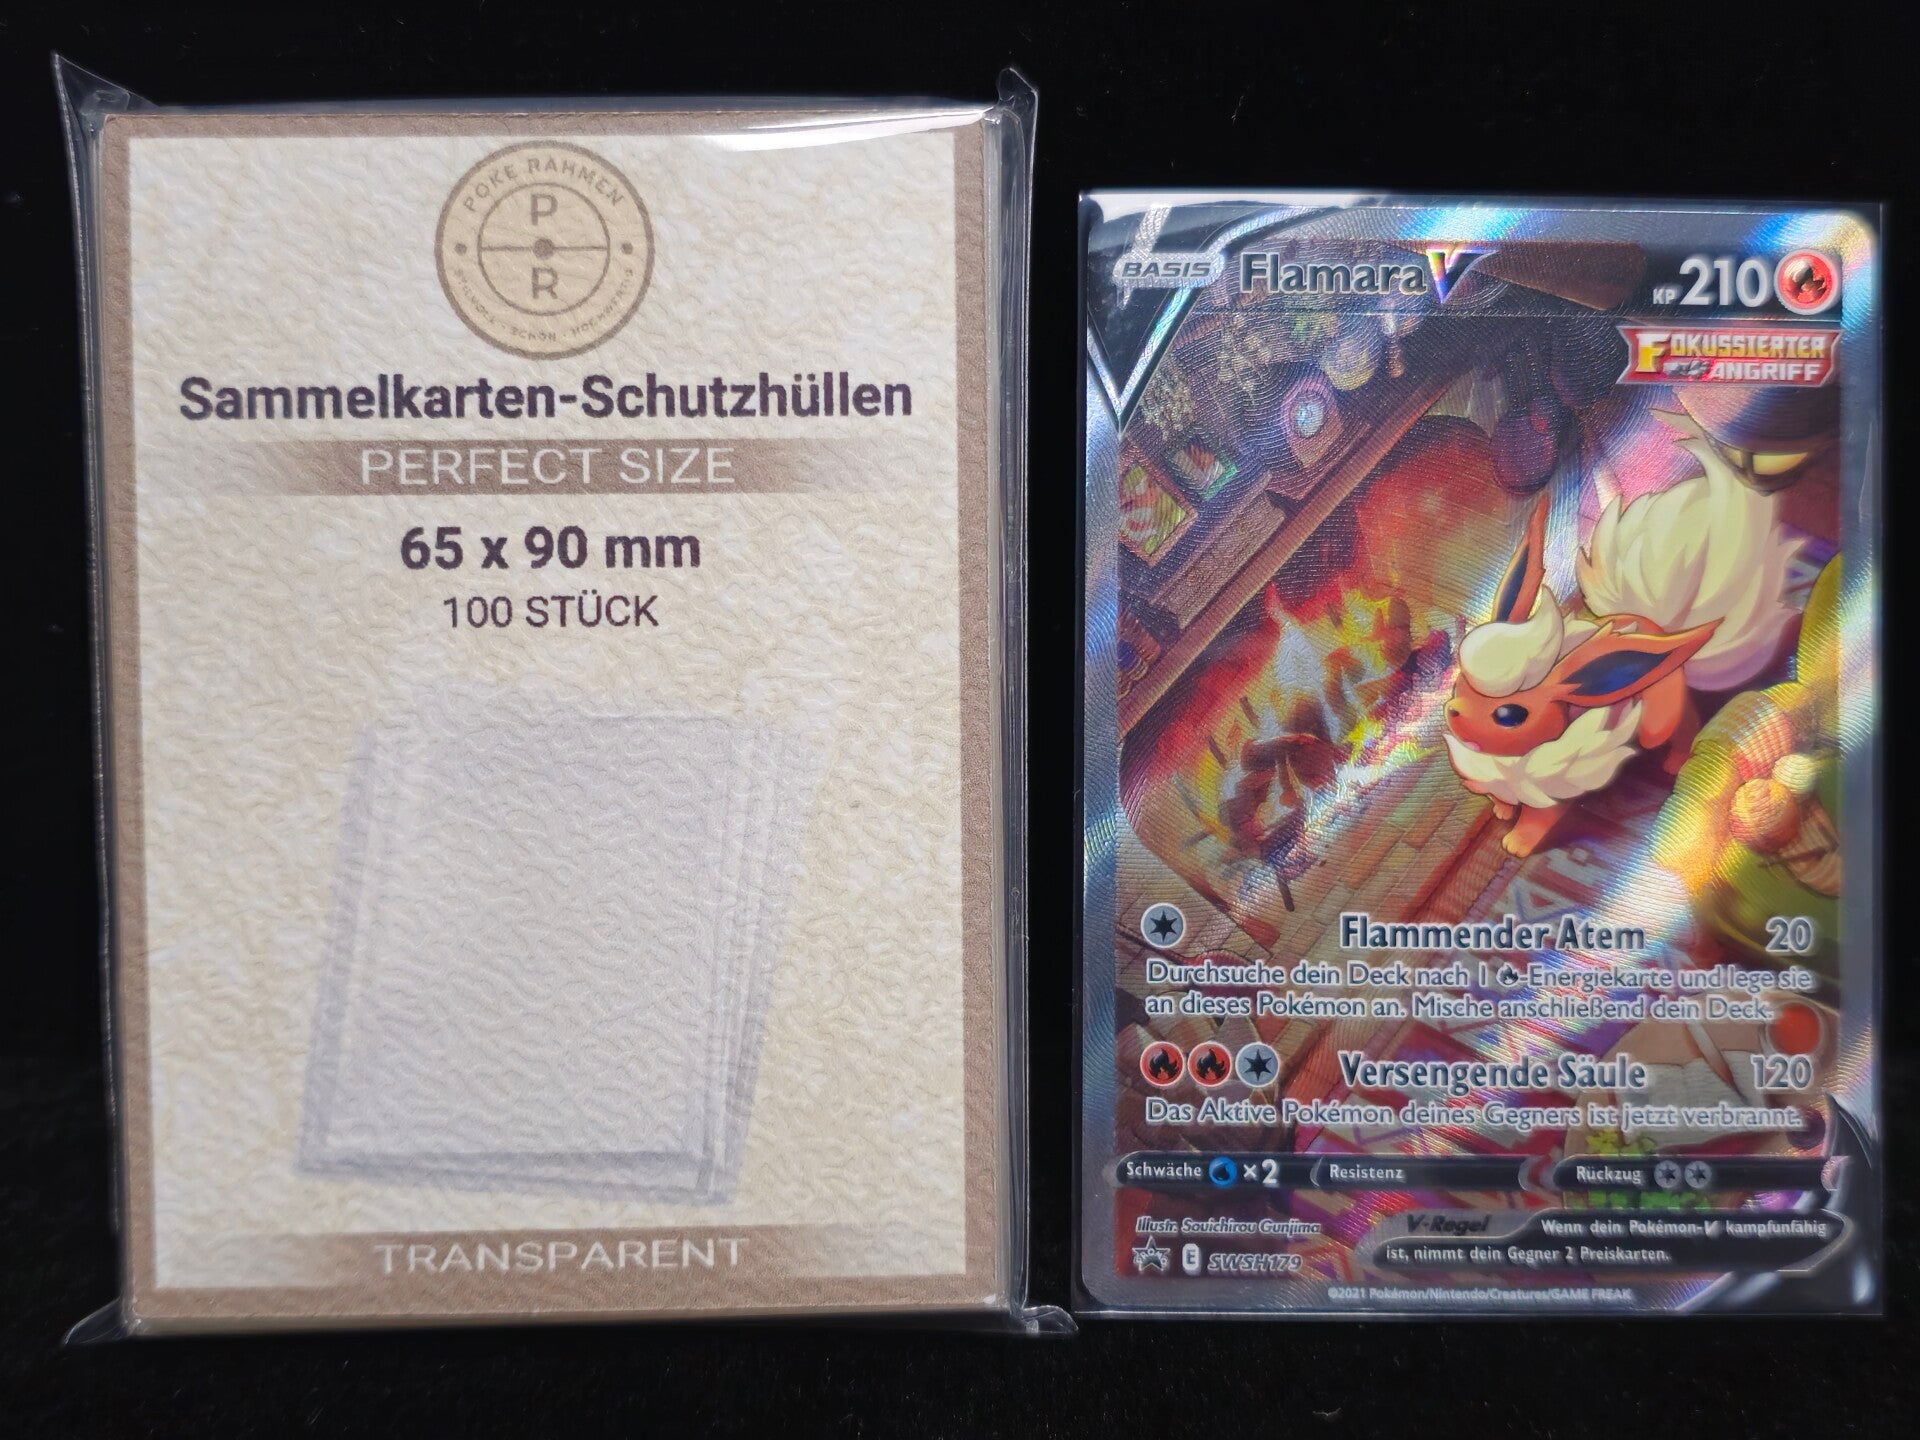 POKE RAHMEN
P
R
STILVOLL · SCHÖN · HOCHWERTIG
Sammelkarten-Schutzhüllen
PERFECT SIZE
65 x 90 mm
100 STÜCK
TRANSPARENT
BASIS Flamara V KP 210
FOKUSSIERTER
ANGRIFF
Flammender Atem 20
Durchsuche dein Deck nach 1 -Energiekarte und lege sie
an dieses Pokémon an. Mische anschließend dein Deck.
Versengende Säule 120
Das Aktive Pokémon deines Gegners ist jetzt verbrannt.
Schwäche ×2 Resistenz Rückzug
Illustr. Souichirou Gunjima
V-Regel Wenn dein Pokémon-V kampfunfähig
ist, nimmt dein Gegner 2 Preiskarten.
E SWSH179
©2021 Pokémon/Nintendo/Creatures/GAME FREAK